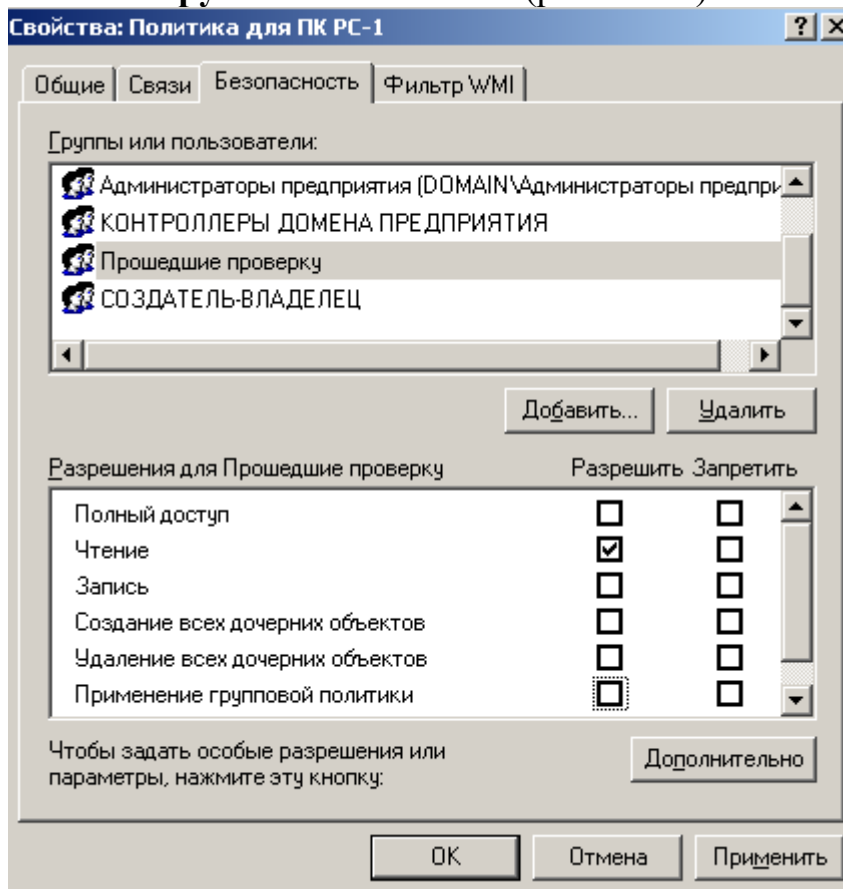 Свойства: Политика для ПК PC-1
Общие Связи Безопасность Фильтр WMI
Группы или пользователи:
Администраторы предприятия (DOMAIN\Администраторы предпри
КОНТРОЛЛЕРЫ ДОМЕНА ПРЕДПРИЯТИЯ
Прошедшие проверку
СОЗДАТЕЛЬ-ВЛАДЕЛЕЦ
Добавить... Удалить
Разрешения для Прошедшие проверку Разрешить Запретить
Полный доступ
Чтение
Запись
Создание всех дочерних объектов
Удаление всех дочерних объектов
Применение групповой политики
Чтобы задать особые разрешения или
параметры, нажмите эту кнопку:
Дополнительно
OK Отмена Применить